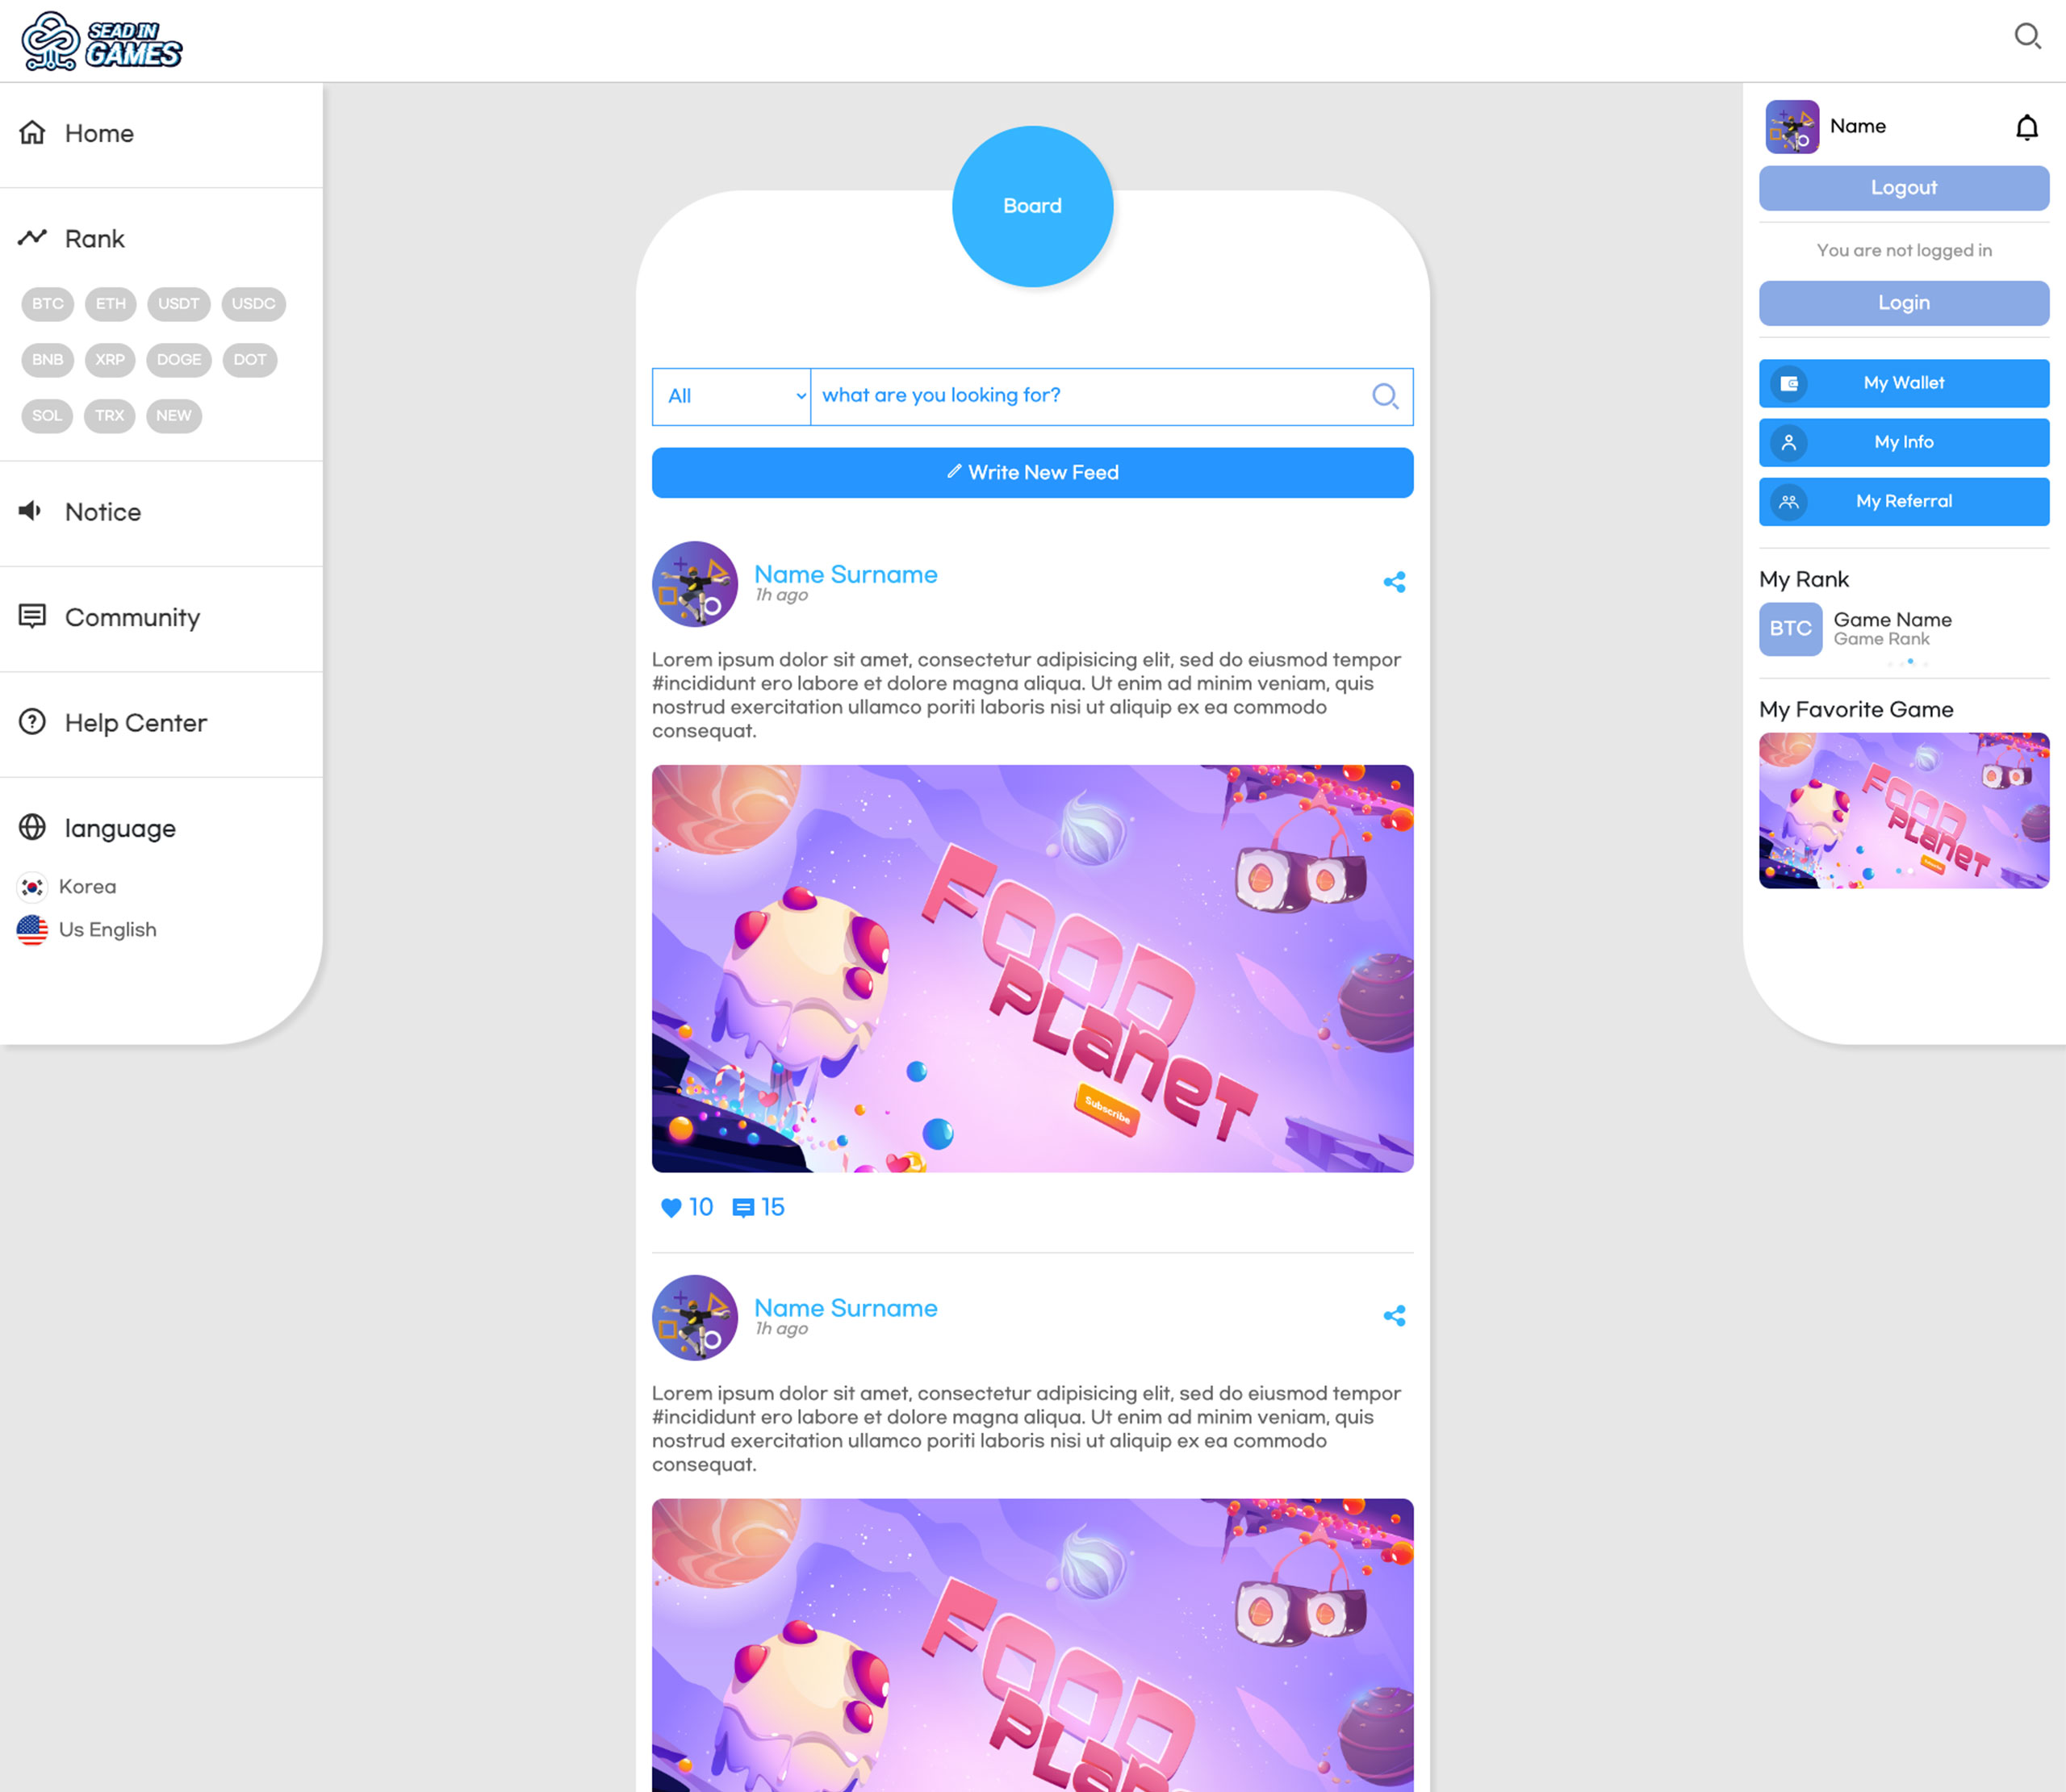 SEAD IN
GAMES
Home
Rank
BTC ETH USDT USDC
BNB XRP DOGE DOT
SOL TRX NEW
Notice
Community
Help Center
language
Korea
Us English
Board
All what are you looking for?
Write New Feed
Name Surname
1h ago
Lorem ipsum dolor sit amet, consectetur adipisicing elit, sed do eiusmod tempor
#incididunt ero labore et dolore magna aliqua. Ut enim ad minim veniam, quis
nostrud exercitation ullamco poriti laboris nisi ut aliquip ex ea commodo
consequat.
FOOD
PLaneT
Subscribe
10 15
Name Surname
1h ago
Lorem ipsum dolor sit amet, consectetur adipisicing elit, sed do eiusmod tempor
#incididunt ero labore et dolore magna aliqua. Ut enim ad minim veniam, quis
nostrud exercitation ullamco poriti laboris nisi ut aliquip ex ea commodo
consequat.
FOOD
PLan
Name
Logout
You are not logged in
Login
My Wallet
My Info
My Referral
My Rank
BTC
Game Name
Game Rank
My Favorite Game
FOOD
PLaneT